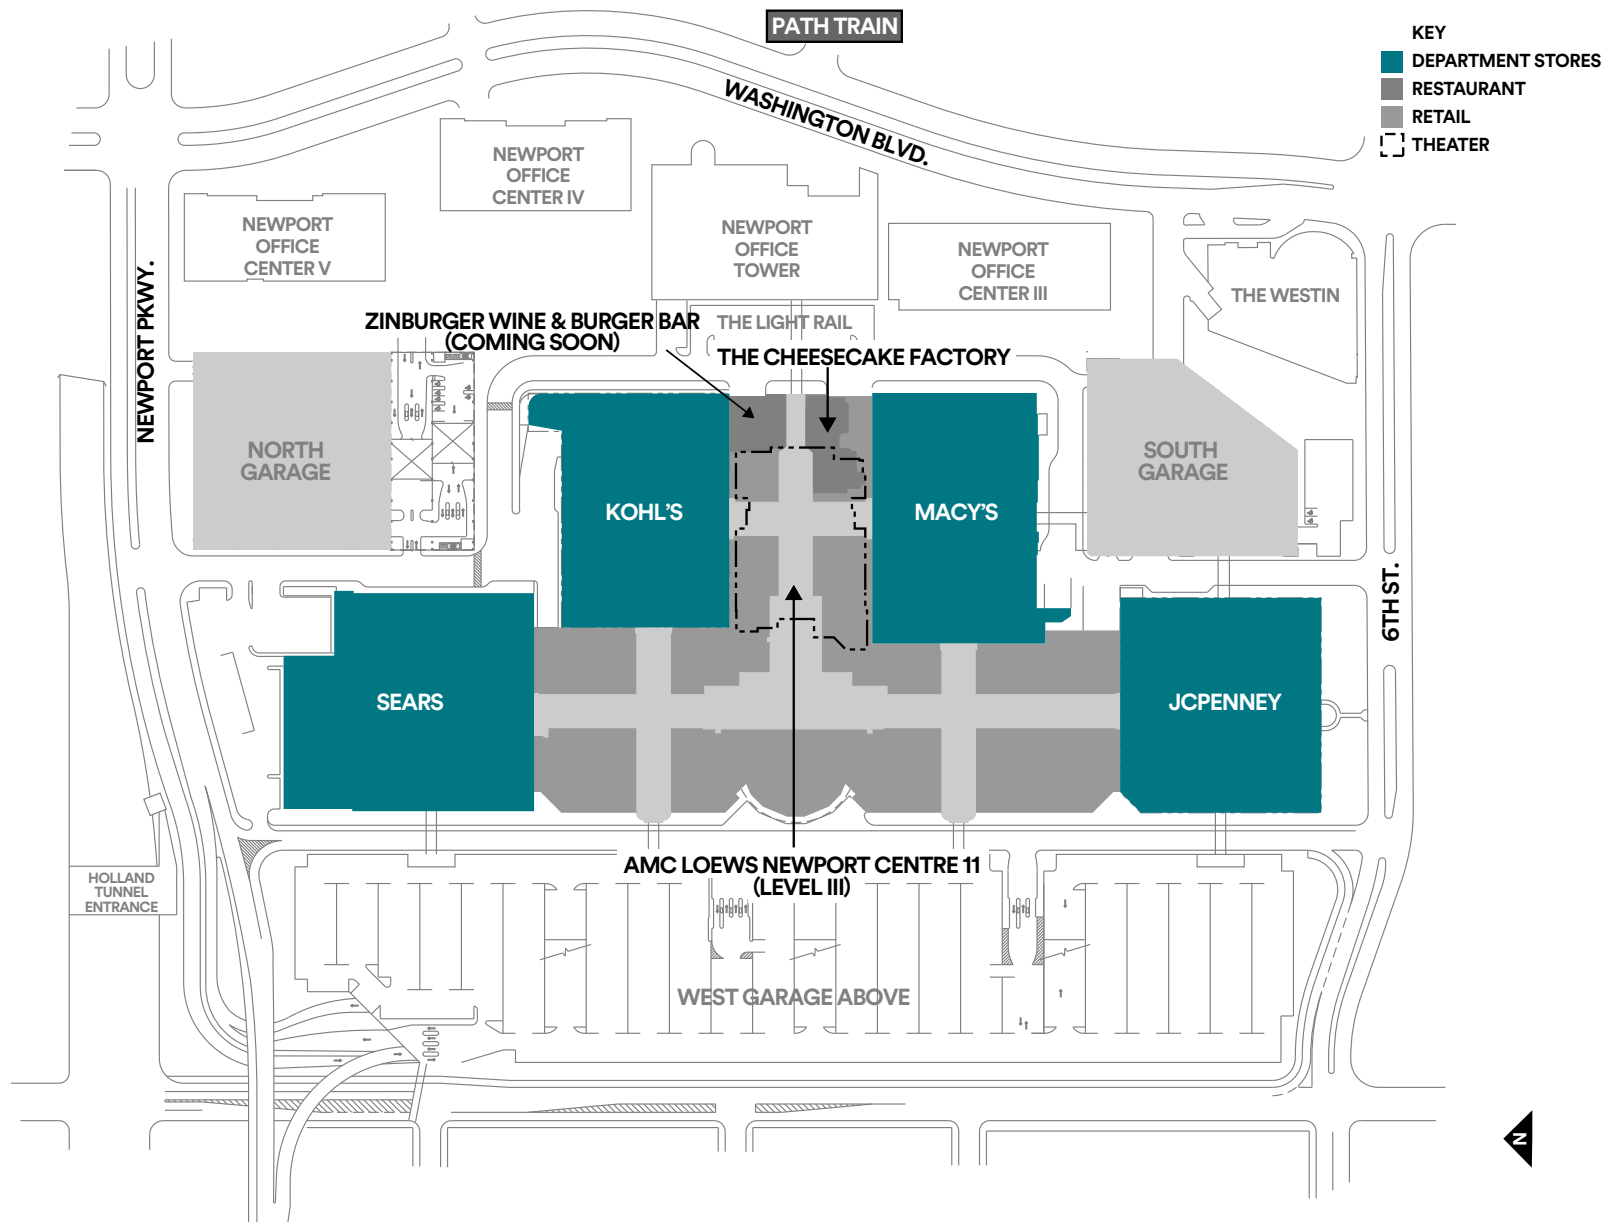 PATH TRAIN
KEY
DEPARTMENT STORES
RESTAURANT
RETAIL
THEATER
WASHINGTON BLVD.
NEWPORT
OFFICE
CENTER IV
NEWPORT
OFFICE
CENTER V
NEWPORT
OFFICE
TOWER
NEWPORT
OFFICE
CENTER III
THE WESTIN
NEWPORT PKWY.
ZINBURGER WINE & BURGER BAR
(COMING SOON)
THE LIGHT RAIL
THE CHEESECAKE FACTORY
NORTH
GARAGE
SOUTH
GARAGE
KOHL'S
MACY'S
6TH ST.
SEARS
JCPENNEY
AMC LOEWS NEWPORT CENTRE 11
(LEVEL III)
HOLLAND
TUNNEL
ENTRANCE
WEST GARAGE ABOVE
N